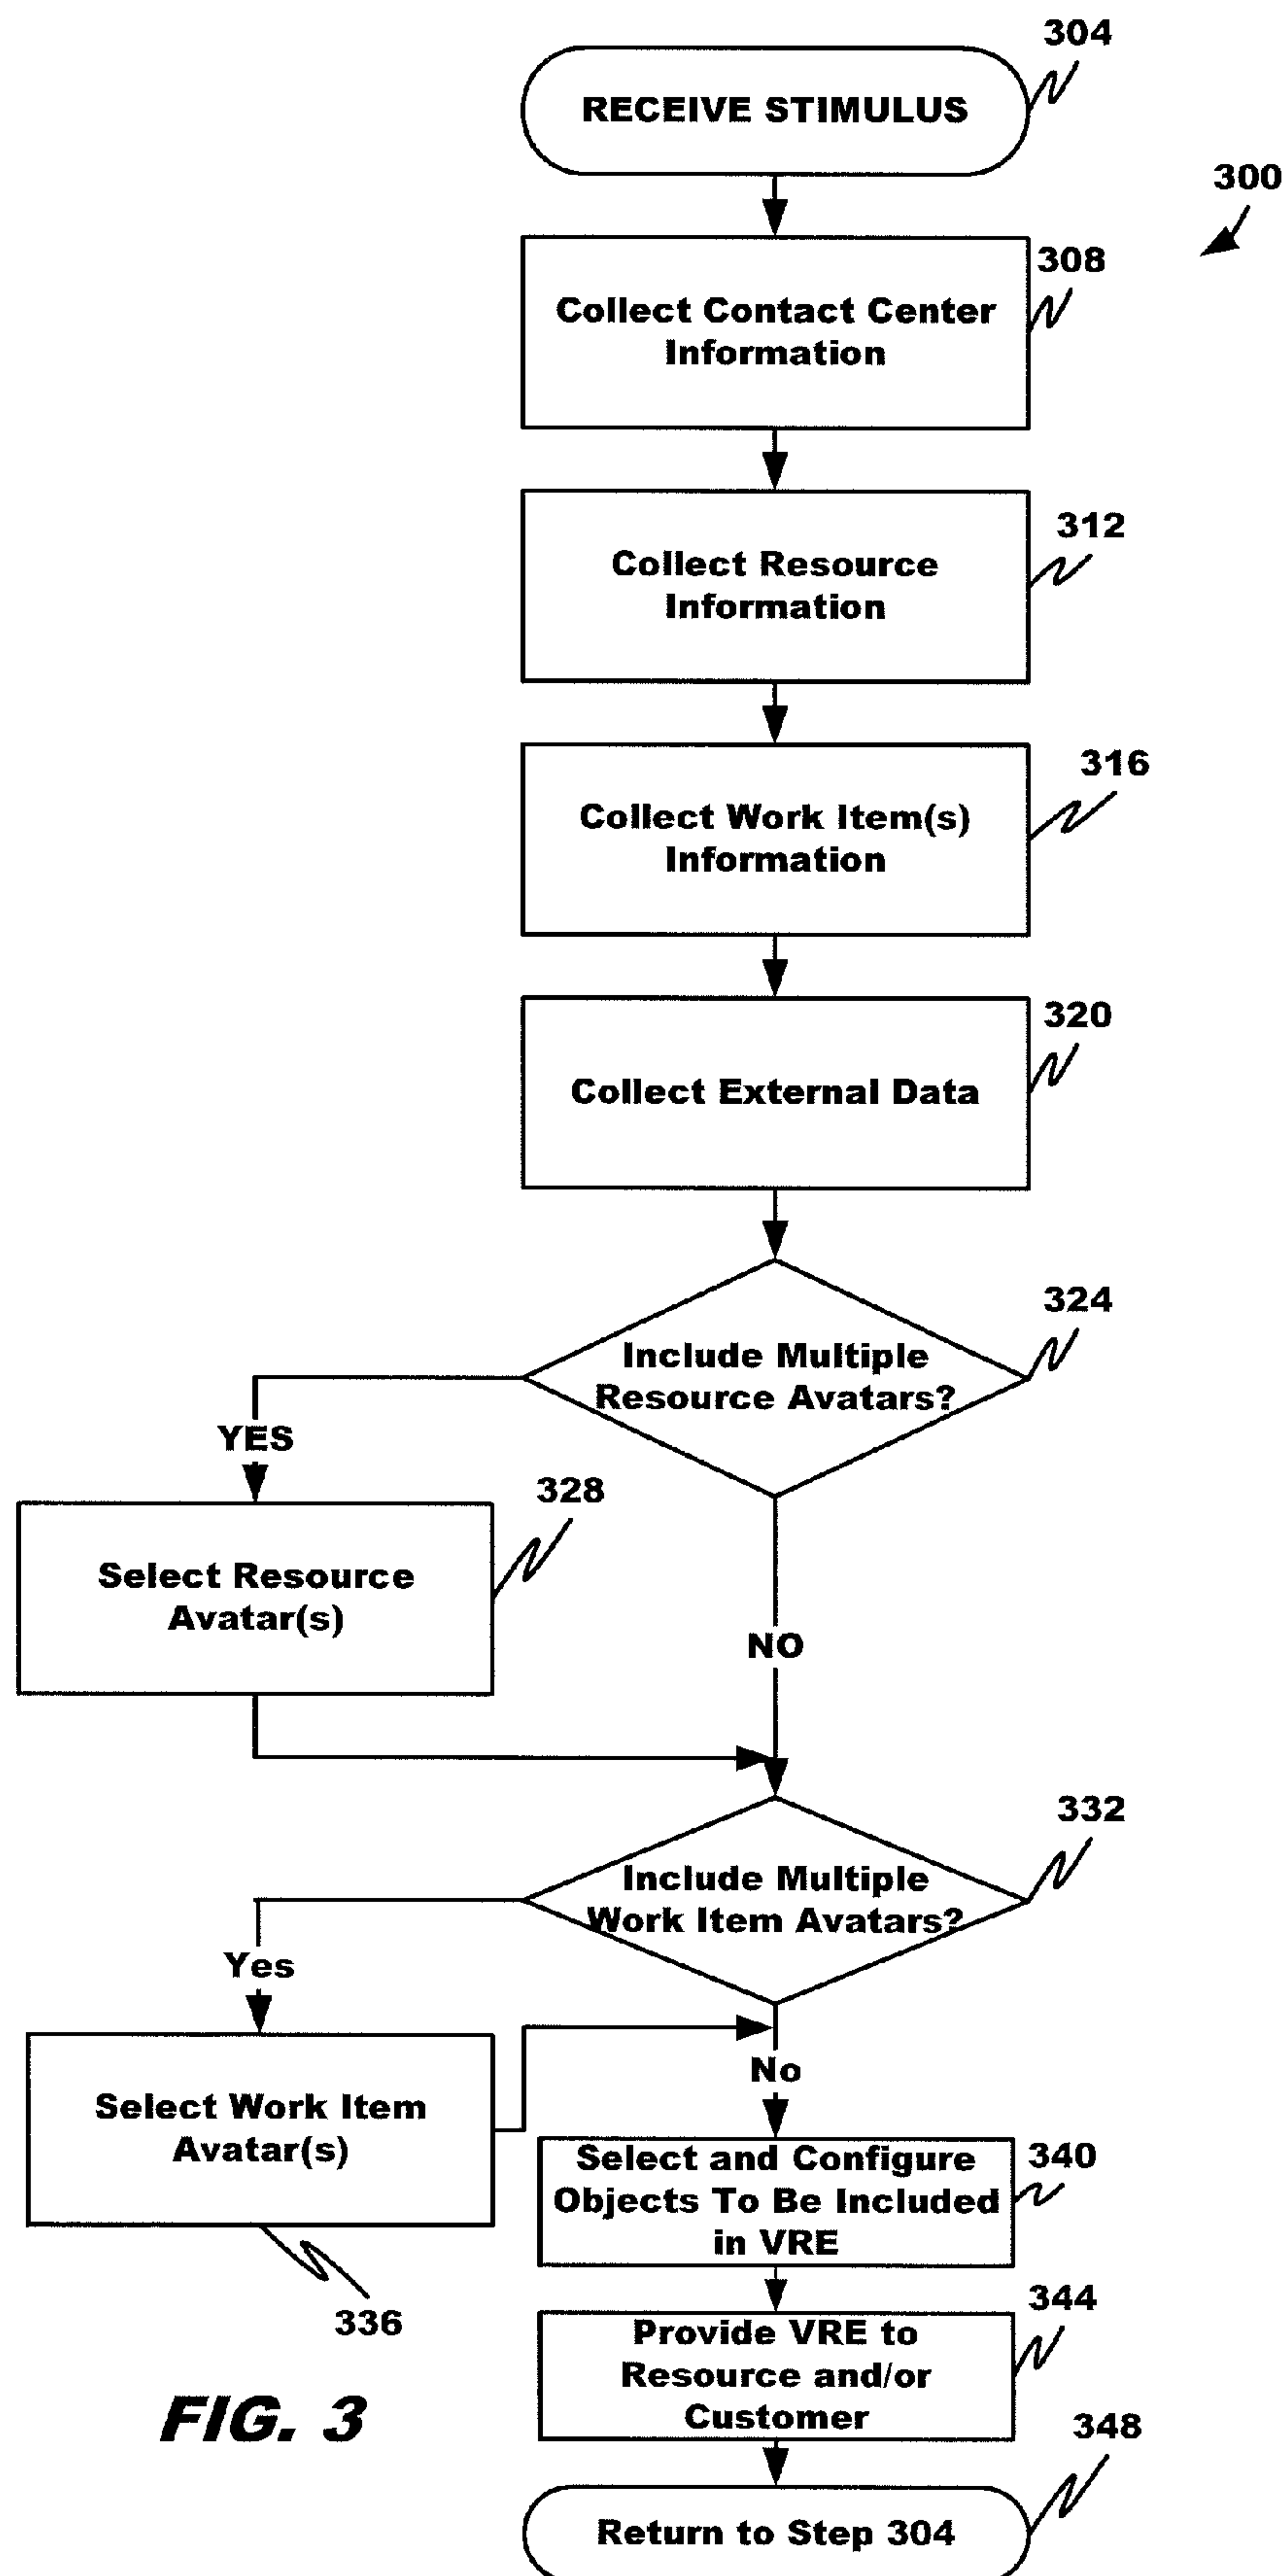 304
RECEIVE STIMULUS
300
308
Collect Contact Center
Information
312
Collect Resource
Information
316
Collect Work Item(s)
Information
320
Collect External Data
324
Include Multiple
Resource Avatars?
YES
328
Select Resource
Avatar(s)
NO
332
Include Multiple
Work Item Avatars?
Yes
No
Select Work Item
Avatar(s)
336
340
Select and Configure
Objects To Be Included
in VRE
344
Provide VRE to
Resource and/or
Customer
FIG. 3
348
Return to Step 304